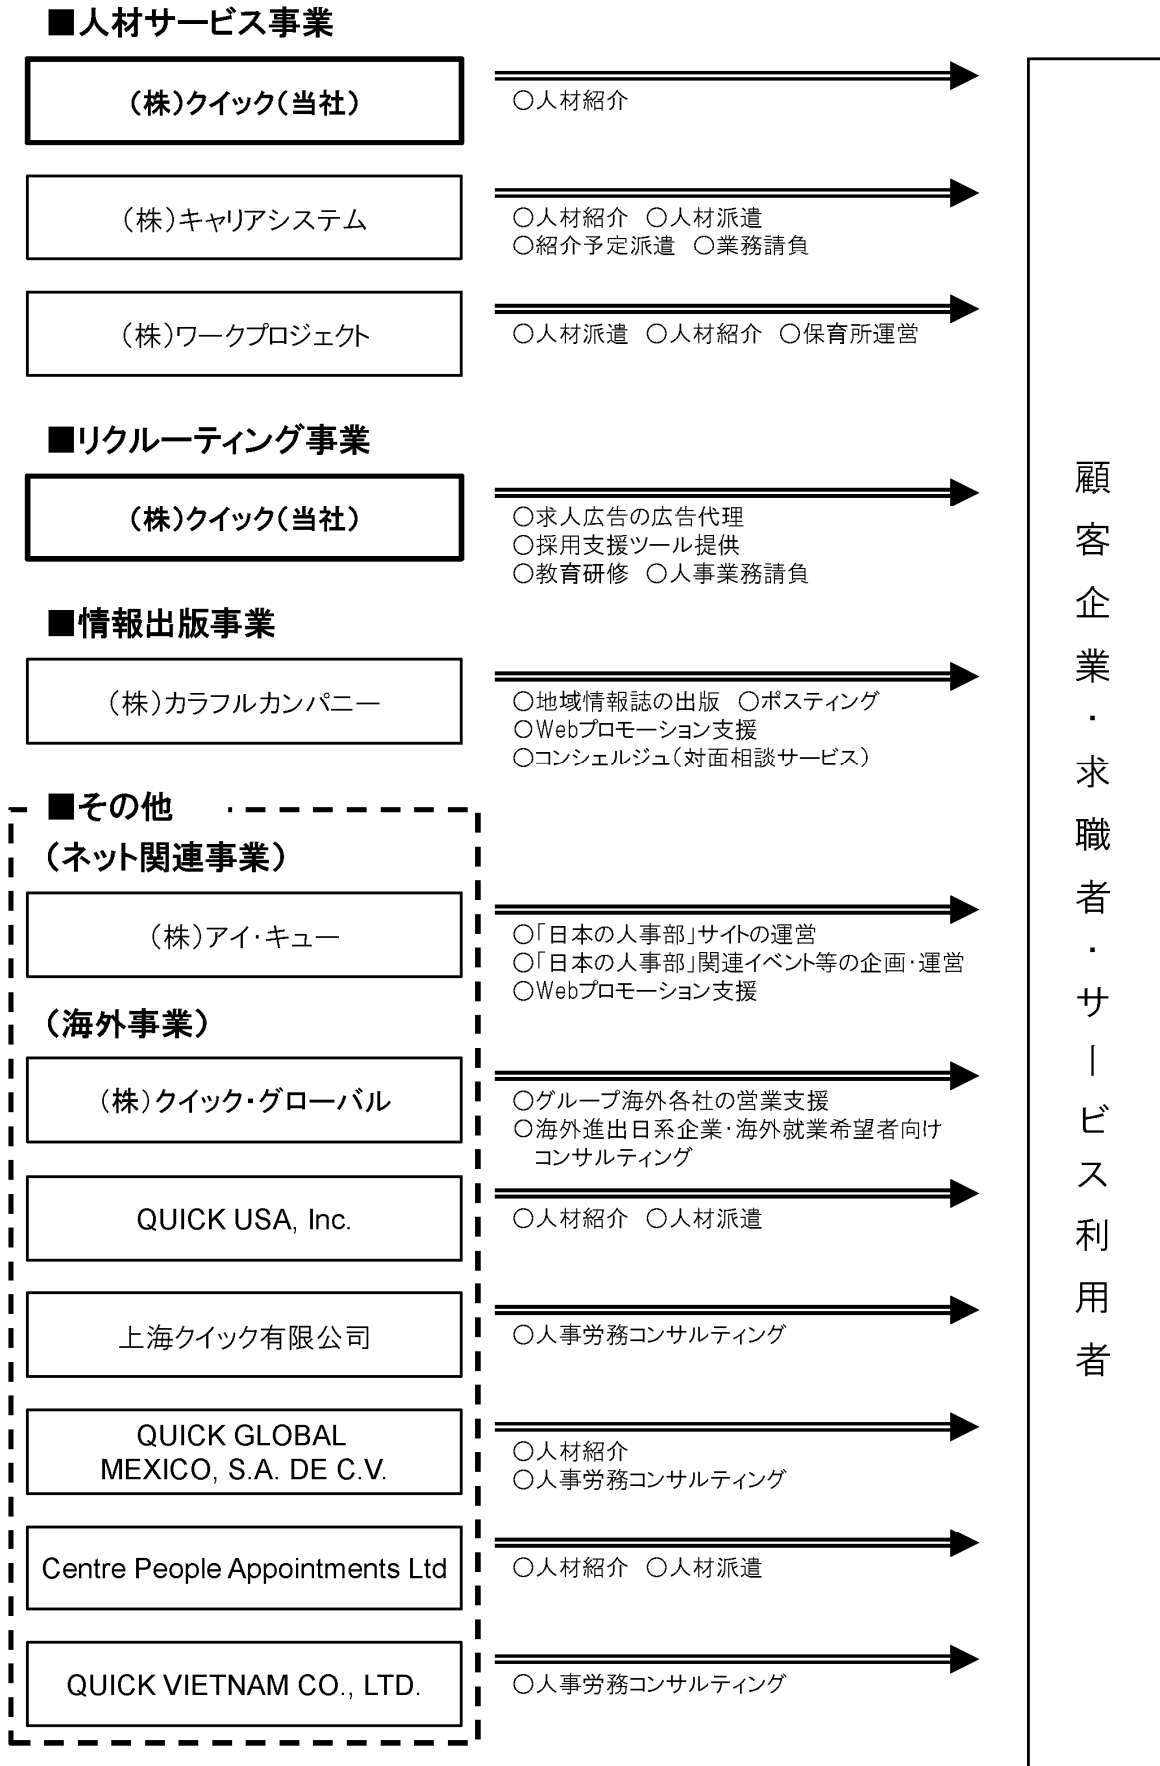 ■人材サービス事業
(株)クイック(当社)
○人材紹介
(株)キャリアシステム
○人材紹介 ○人材派遣
○紹介予定派遣 ○業務請負
(株)ワークプロジェクト
○人材派遣 ○人材紹介 ○保育所運営
■リクルーティング事業
(株)クイック(当社)
○求人広告の広告代理
○採用支援ツール提供
○教育研修 ○人事業務請負
■情報出版事業
(株)カラフルカンパニー
○地域情報誌の出版 ○ポスティング
○Webプロモーション支援
○コンシェルジュ(対面相談サービス)
■その他
(ネット関連事業)
(株)アイ・キュー
○「日本の人事部」サイトの運営
○「日本の人事部」関連イベント等の企画・運営
○Webプロモーション支援
(海外事業)
(株)クイック・グローバル
○グループ海外各社の営業支援
○海外進出日系企業・海外就業希望者向け
コンサルティング
QUICK USA, Inc.
○人材紹介 ○人材派遣
上海クイック有限公司
○人事労務コンサルティング
QUICK GLOBAL
MEXICO, S.A. DE C.V.
○人材紹介
○人事労務コンサルティング
Centre People Appointments Ltd
○人材紹介 ○人材派遣
QUICK VIETNAM CO., LTD.
○人事労務コンサルティング
顧客企業・求職者・サービス利用者